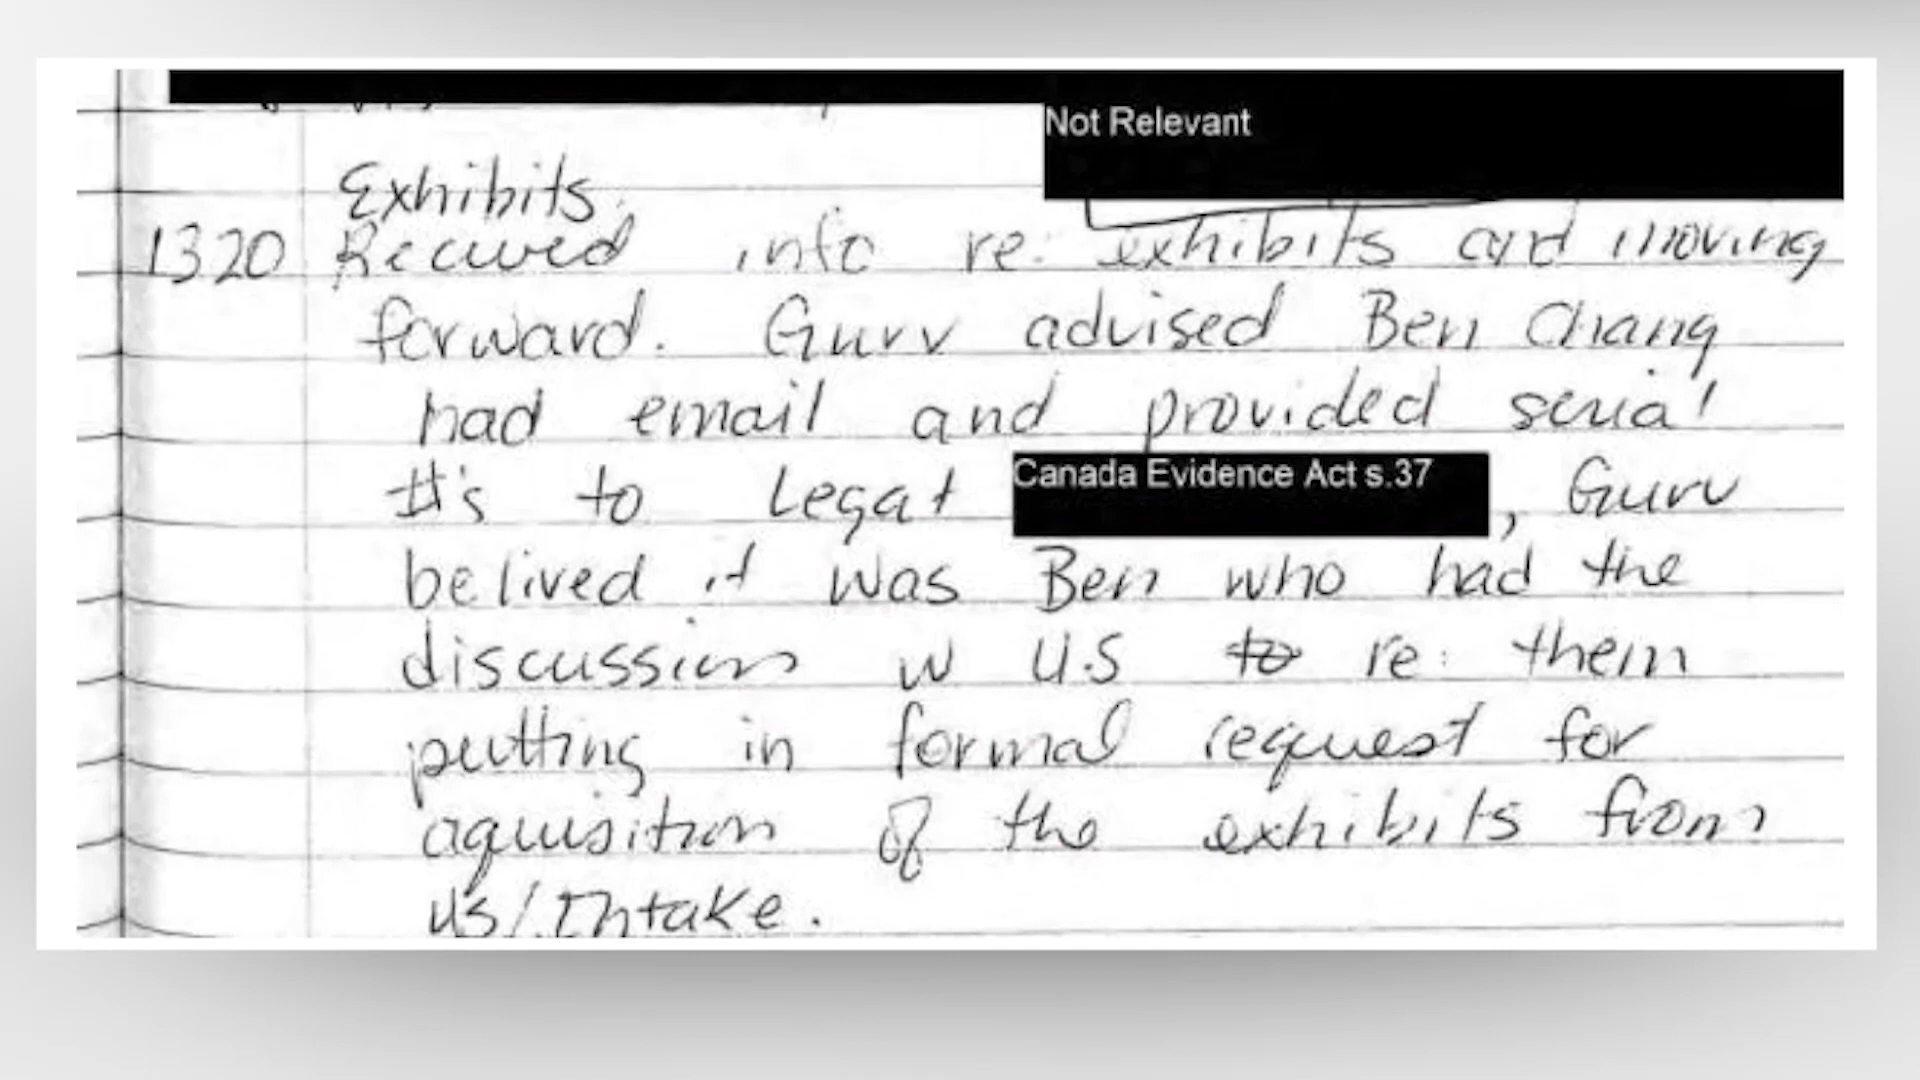 Not Relevant
Exhibits
1320 Recieved info re: exhibits and moving
forward. Gurv advised Ben Chang
had email and provided serial
#'s to Legat Canada Evidence Act s.37 , Gurv
belived it was Ben who had the
discussion w U.S to re: them
putting in formal request for
aquisition of the exhibits from
us/Intake.